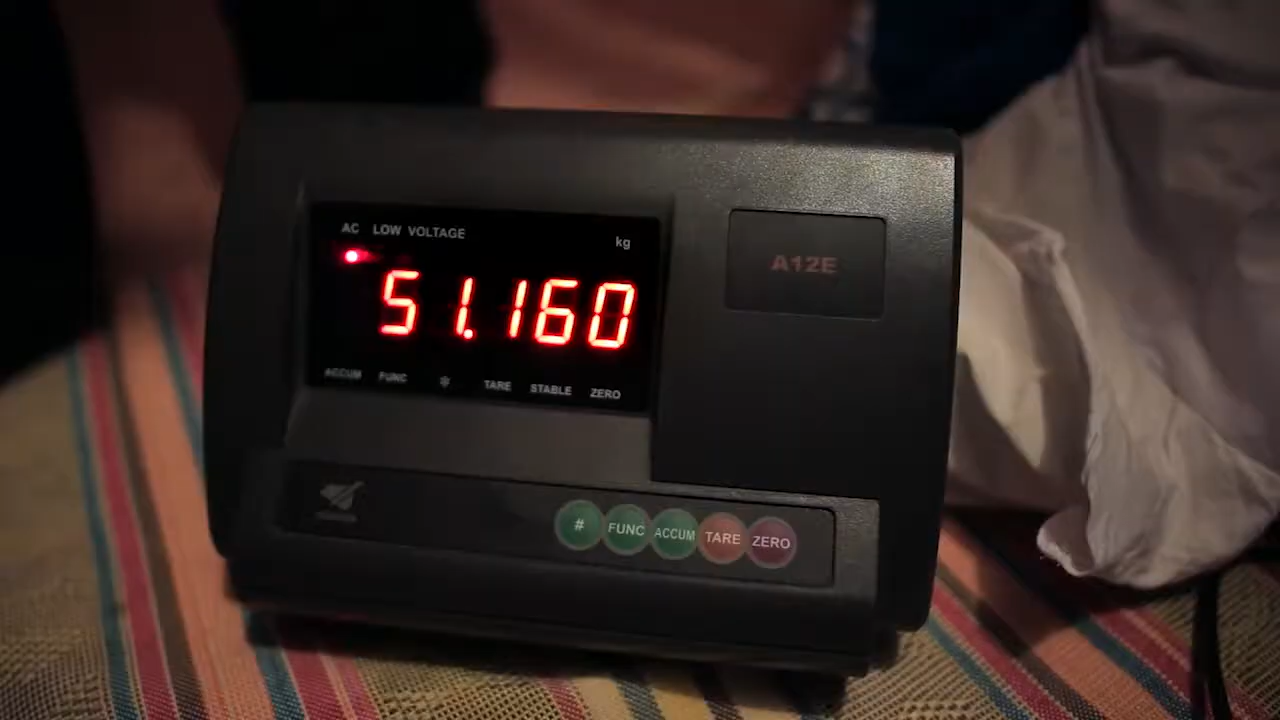 AC LOW VOLTAGE
kg
51.160
ACCUM FUNC ✻ TARE STABLE ZERO
A12E
# FUNC ACCUM TARE ZERO